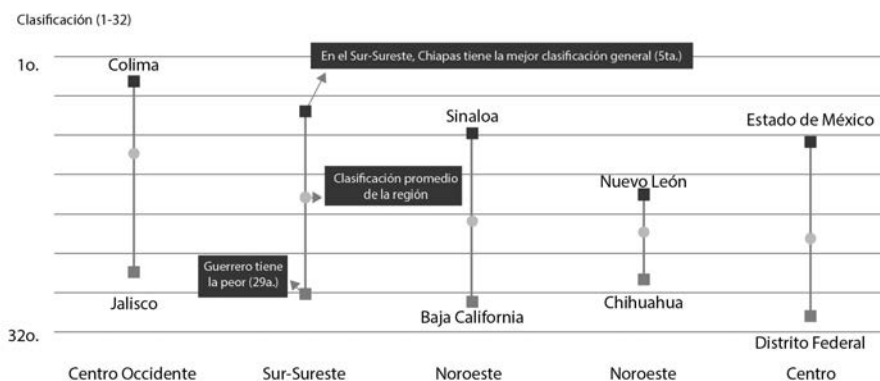 Clasificación (1-32)
En el Sur-Sureste, Chiapas tiene la mejor clasificación general (5ta.)
1o.
Colima
Sinaloa
Estado de México
Clasificación promedio
de la región
Nuevo León
Guerrero tiene
la peor (29a.)
Jalisco
Baja California
Chihuahua
32o.
Distrito Federal
Centro Occidente
Sur-Sureste
Noroeste
Noroeste
Centro